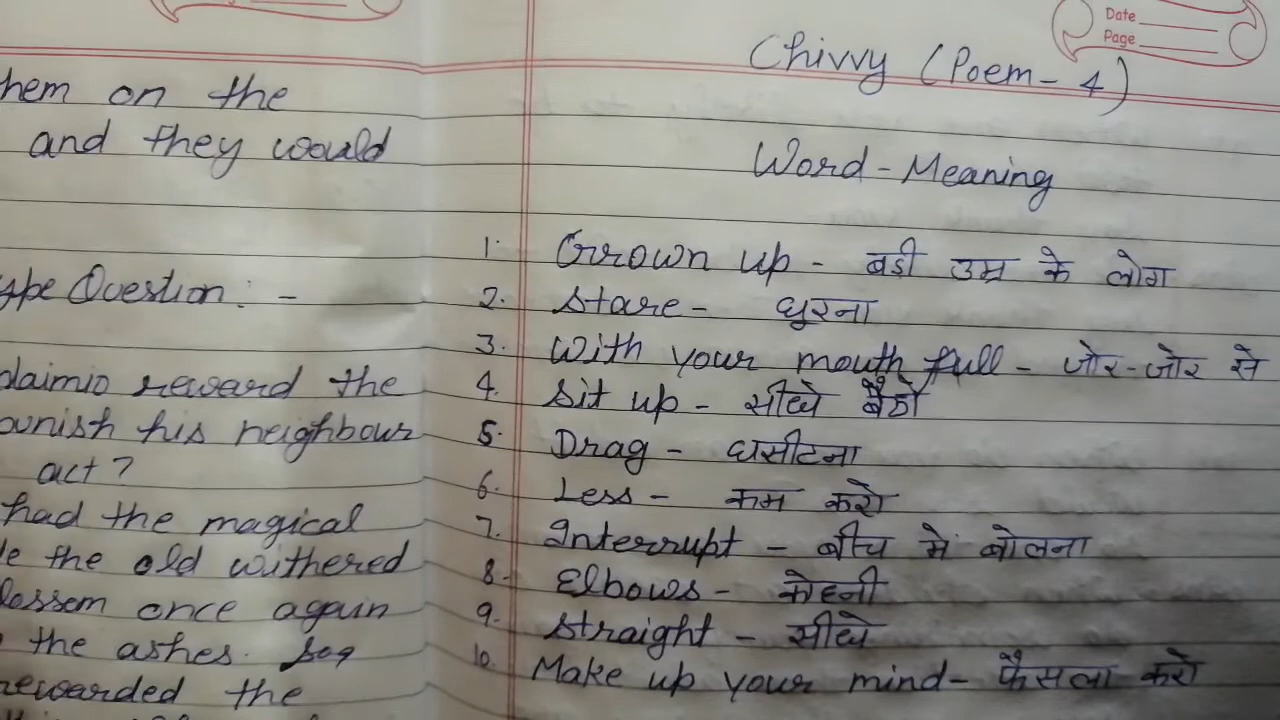 hem on the
and they would
ype Question: -
daimio reward the
punish his neighbour
act?
had the magical
the old withered
lossem once again
the ashes.
rewarded the
Date
Page
Chivvy (Poem - 4)
Word - Meaning
1. Grown up - बडी उम्र के लोग
2. Stare - घुरना
3. With your mouth full - जोर-जोर से
4. Sit up - सीधे बैठो
5. Drag - घसीटना
6. Less - कम करो
7. Interrupt - बीच में बोलना
8. Elbows - कोहनी
9. Straight - सीधे
10. Make up your mind - फैसला करो